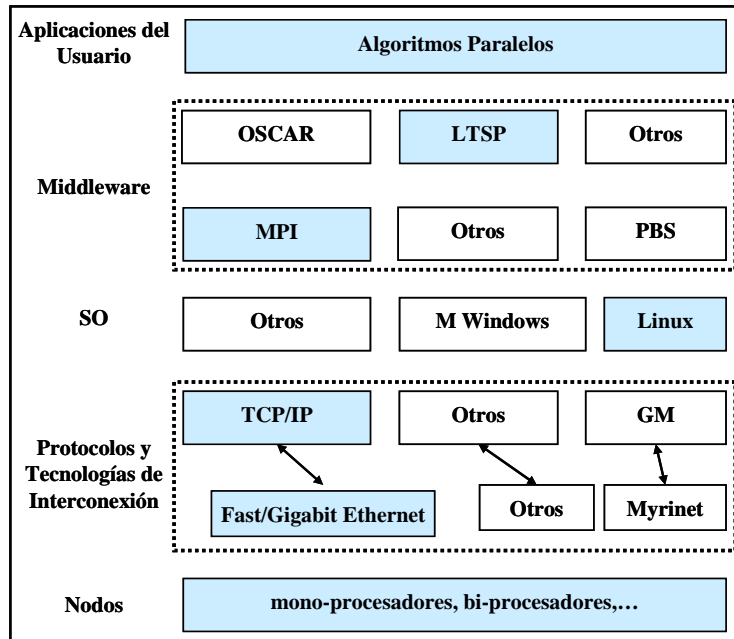 Aplicaciones del
Usuario
Algoritmos Paralelos
OSCAR
LTSP
Otros
Middleware
MPI
Otros
PBS
SO
Otros
M Windows
Linux
TCP/IP
Otros
GM
Protocolos y
Tecnologías de
Interconexión
Fast/Gigabit Ethernet
Otros
Myrinet
Nodos
mono-procesadores, bi-procesadores,…